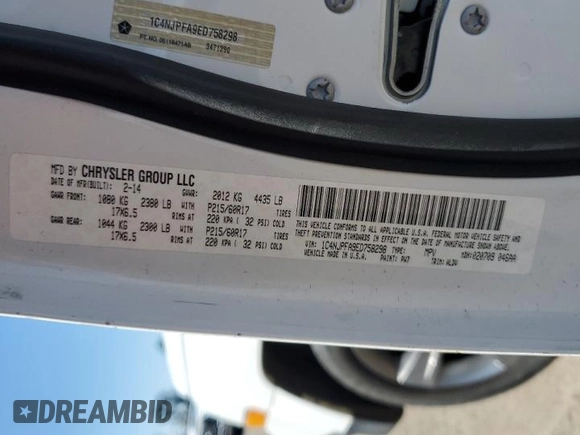 1C4NJPFA9ED758298
MFD BY CHRYSLER GROUP LLC
DATE OF MFR(BUILT): 2-14 GVWR: 2012 KG 4435 LB
GAWR FRONT: 1080 KG 2380 LB WITH P215/60R17 TIRES
17X6.5 RIMS AT 220 KPA ( 32 PSI) COLD
GAWR REAR: 1044 KG 2300 LB WITH P215/60R17 TIRES
17X6.5 RIMS AT 220 KPA ( 32 PSI) COLD
THIS VEHICLE CONFORMS TO ALL APPLICABLE U.S.A. FEDERAL MOTOR VEHICLE SAFETY AND
THEFT PREVENTION STANDARDS IN EFFECT ON THE DATE OF MANUFACTURE SHOWN ABOVE.
VIN: 1C4NJPFA9ED758298 TYPE: MPV MDH:020709 046AA
VEHICLE MADE IN U.S.A. PAINT: PW7 TRIM:
DREAMBID